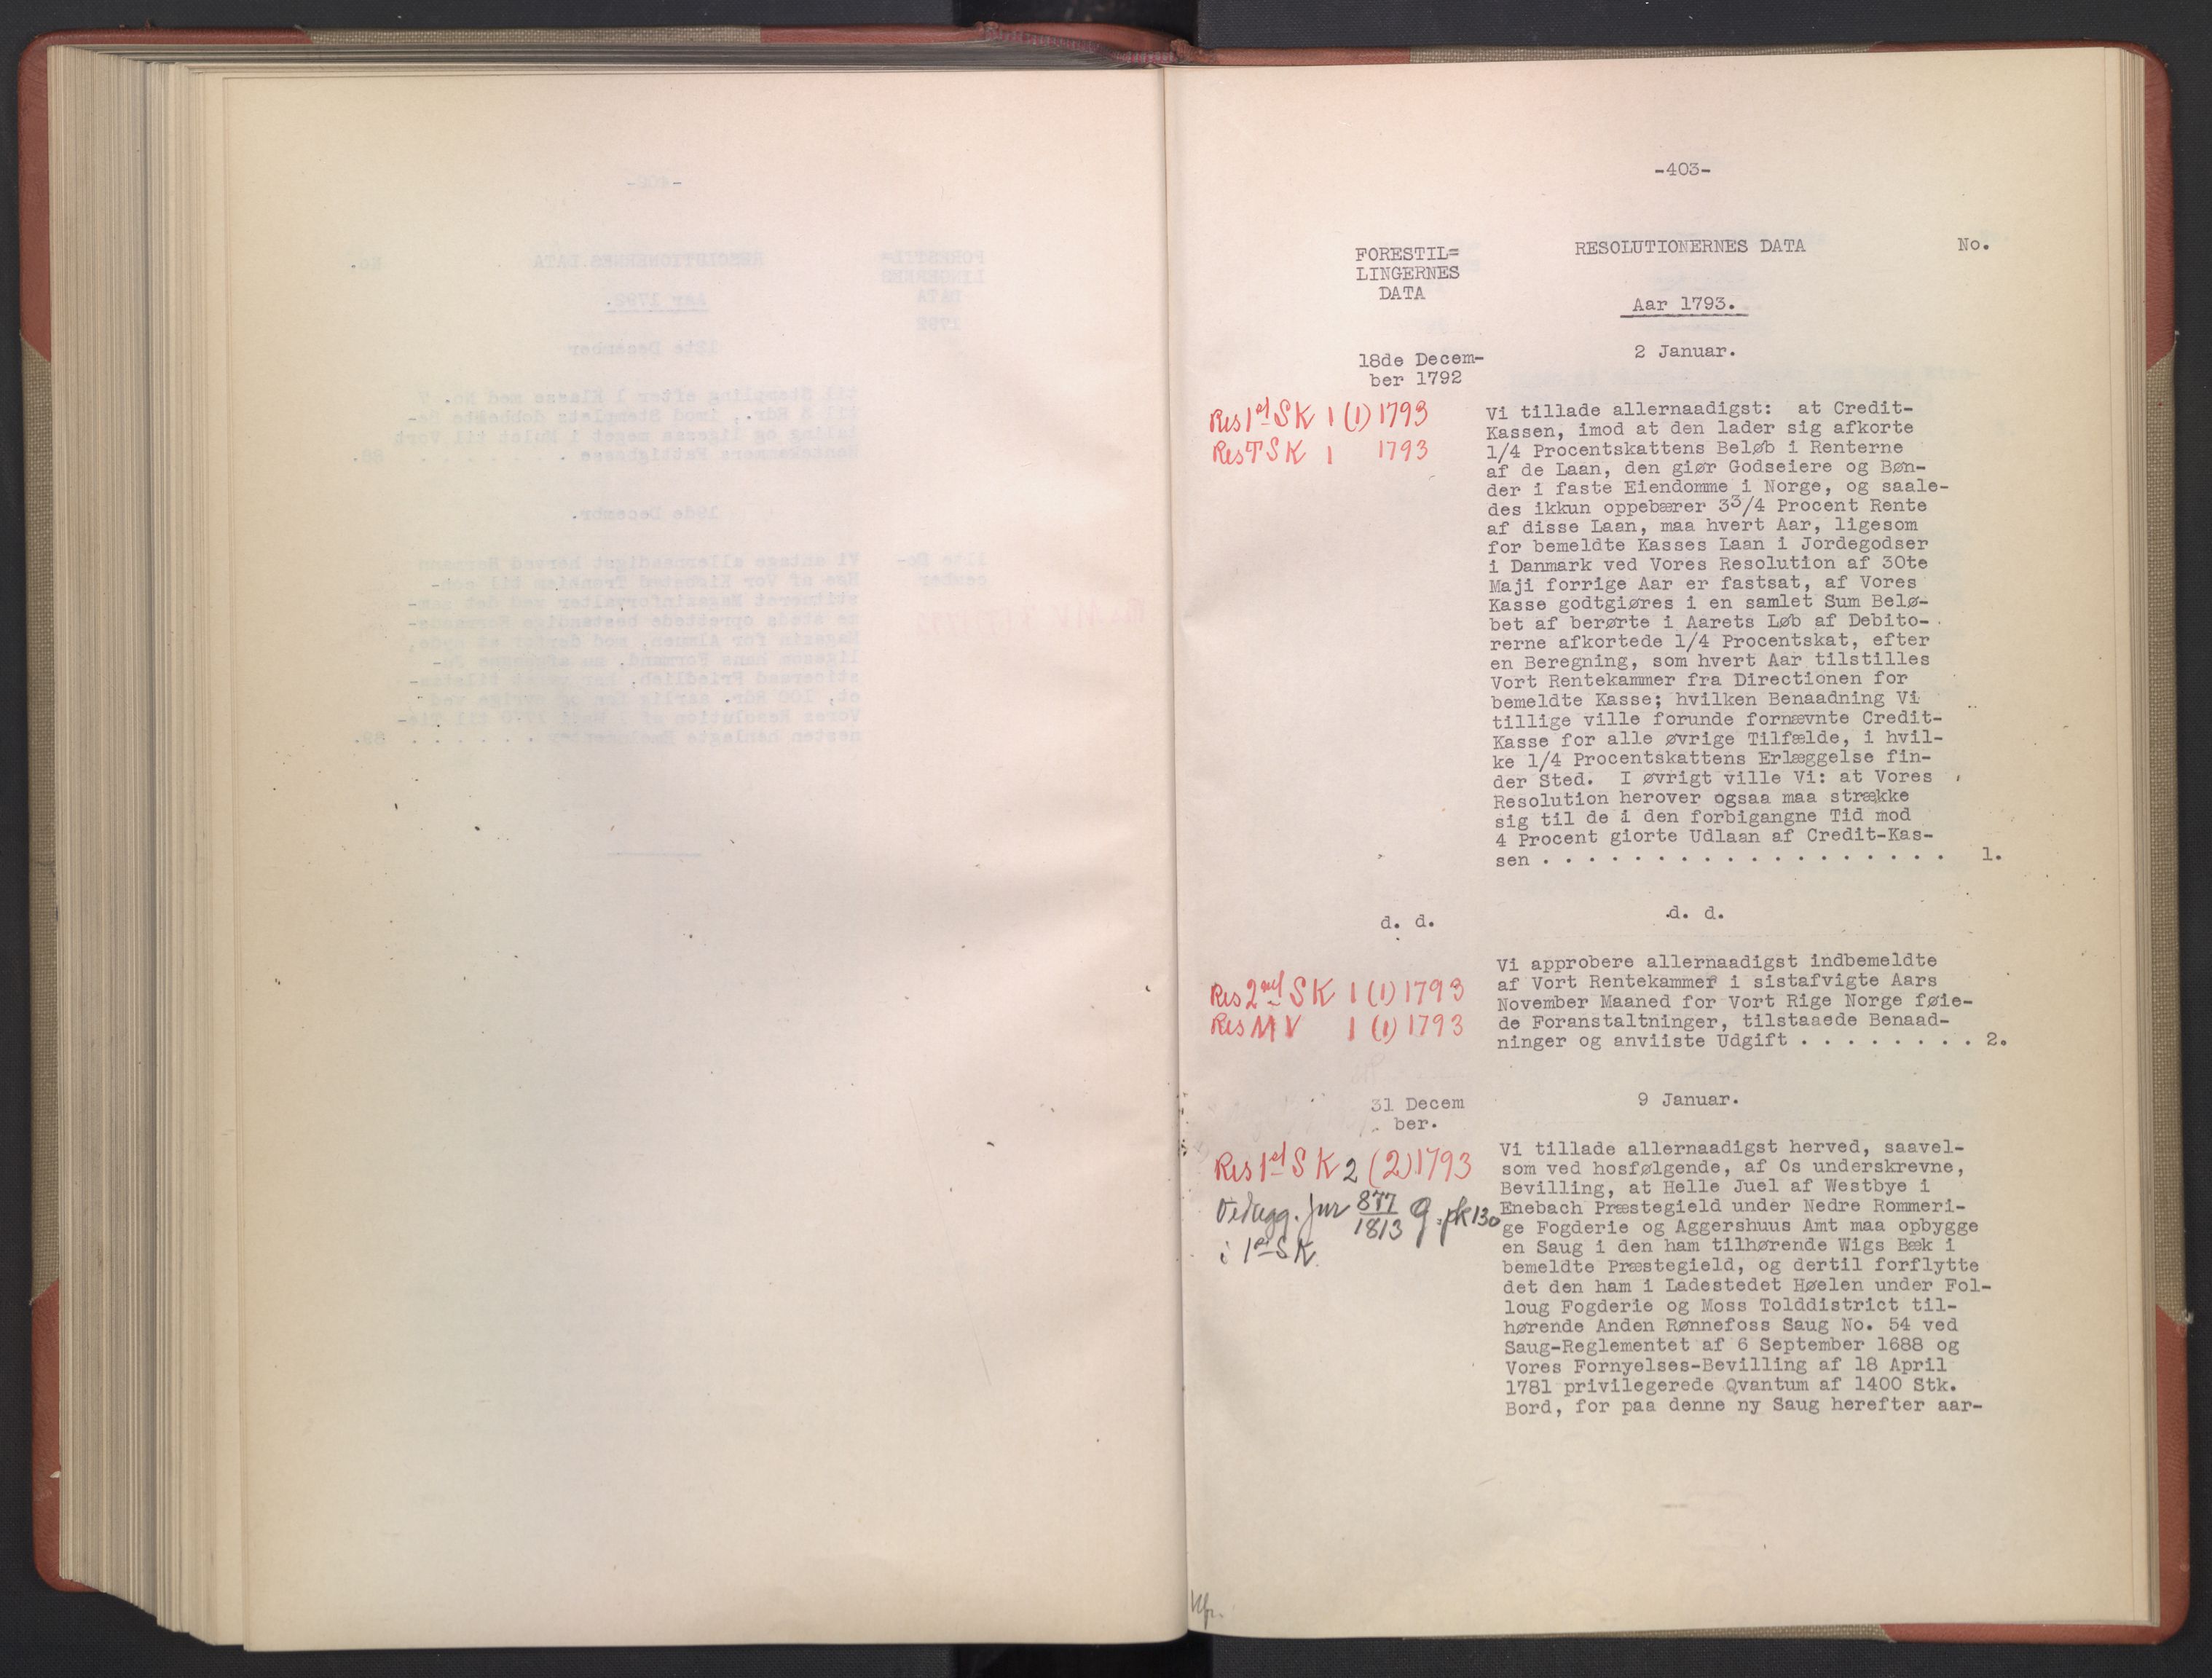 -403-
FORESTIL=
LINGERNES
DATA
RESOLUTIONERNES DATA
No.
Aar 1793.
18de Decem-
ber 1792
2 Januar.
Res 1st SK 1 (1) 1793
Res T SK 1 1793
Vi tillade allernaadigst: at Credit-
Kassen, imod at den lader sig afkorte
1/4 Procentskattens Beløb i Renterne
af de Laan, den giør Godseiere og Bøn-
der i faste Eiendomme i Norge, og saale-
des ikkun oppebærer 3 3/4 Procent Rente
af disse Laan, maa hvert Aar, ligesom
for bemeldte Kasses Laan i Jordegodser
i Danmark ved Vores Resolution af 30te
Maji forrige Aar er fastsat, af Vores
Kasse godtgiøres i en samlet Sum Belø-
bet af berørte i Aarets Løb af Debito-
rerne afkortede 1/4 Procentskat, efter
en Beregning, som hvert Aar tilstilles
Vort Rentekammer fra Directionen for
bemeldte Kasse; hvilken Benaadning Vi
tillige ville forunde fornævnte Credit-
Kasse for alle øvrige Tilfælde, i hvil-
ke 1/4 Procentskattens Erlæggelse fin-
der Sted. I øvrigt ville Vi: at Vores
Resolution herover ogsaa maa strække
sig til de i den forbigangne Tid mod
4 Procent giorte Udlaan af Credit-Kas-
sen . . . . . . . . . . . . . . . . . . 1.
d. d.
d. d.
Res 2nd SK 1 (1) 1793
Res MV 1 (1) 1793
Vi approbere allernaadigst indbemeldte
af Vort Rentekammer i sistafvigte Aars
November Maaned for Vort Rige Norge føie-
de Foranstaltninger, tilstaaede Benaad-
ninger og anviiste Udgift . . . . . . . . 2.
31 Decem
ber.
9 Januar.
Res 1st SK 2 (2) 1793
Vedlegg. jnr 877/1813 G. pk 130
i 1ste SK.
Vi tillade allernaadigst herved, saavel-
som ved hosfølgende, af Os underskrevne,
Bevilling, at Helle Juel af Westbye i
Enebach Præstegield under Nedre Rommeri-
ge Fogderie og Aggershuus Amt maa opbygge
en Saug i den ham tilhørende Wigs Bæk i
bemeldte Præstegield, og dertil forflytte
det den ham i Ladestedet Høelen under Fol-
loug Fogderie og Moss Tolddistrict til-
hørende Anden Rønnefoss Saug No. 54 ved
Saug-Reglementet af 6 September 1688 og
Vores Fornyelses-Bevilling af 18 April
1781 privilegerede Qvantum af 1400 Stk.
Bord, for paa denne ny Saug herefter aar-